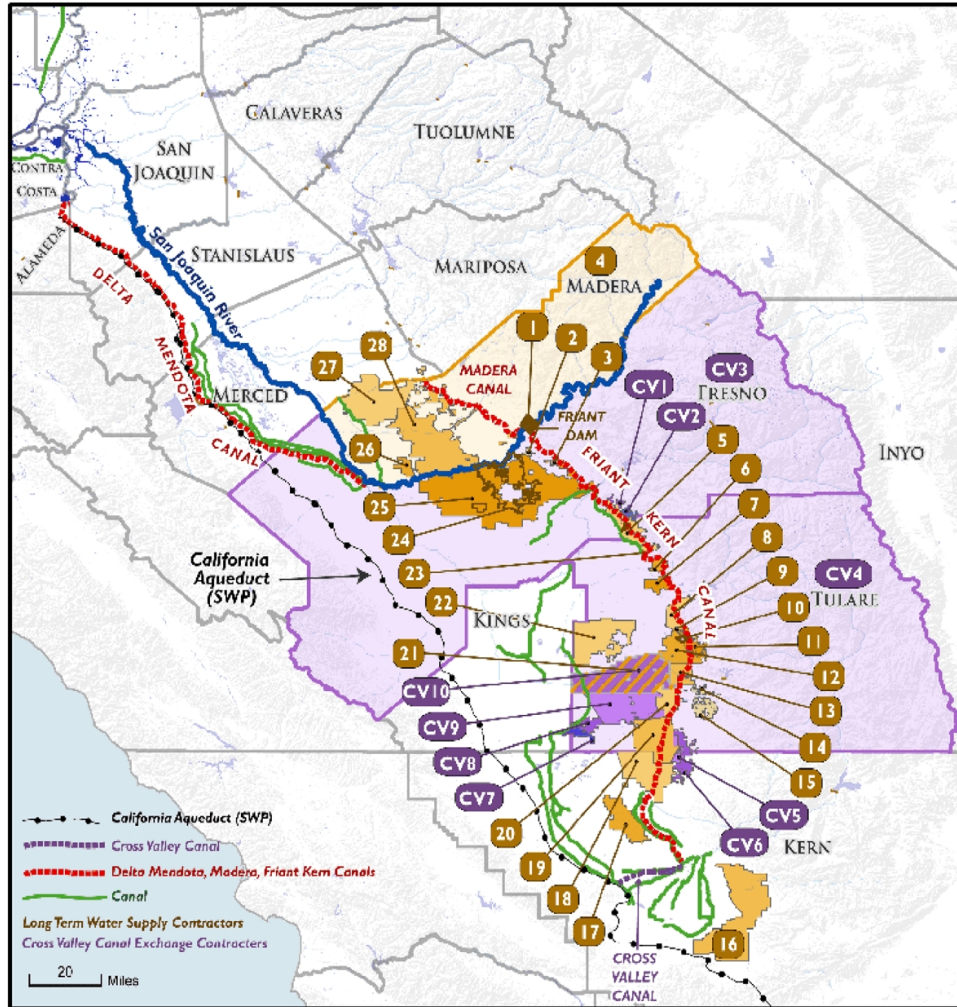 CALAVERAS
TUOLUMNE
SAN
JOAQUIN
CONTRA
COSTA
ALAMEDA
STANISLAUS
San Joaquin River
MARIPOSA
4
MADERA
DELTA
MENDOTA
CANAL
MERCED
27
28
MADERA
CANAL
1
2
3
FRIANT
DAM
CV1
CV2
CV3
FRESNO
INYO
5
6
7
8
9
10
11
12
13
14
15
FRIANT
KERN
CANAL
26
25
24
23
22
21
California
Aqueduct
(SWP)
KINGS
CV4
TULARE
CV10
CV9
CV8
CV7
CV5
CV6
KERN
20
19
18
17
16
CROSS
VALLEY
CANAL
California Aqueduct (SWP)
Cross Valley Canal
Delta Mendota, Madera, Friant Kern Canals
Canal
Long Term Water Supply Contractors
Cross Valley Canal Exchange Contracters
20
Miles